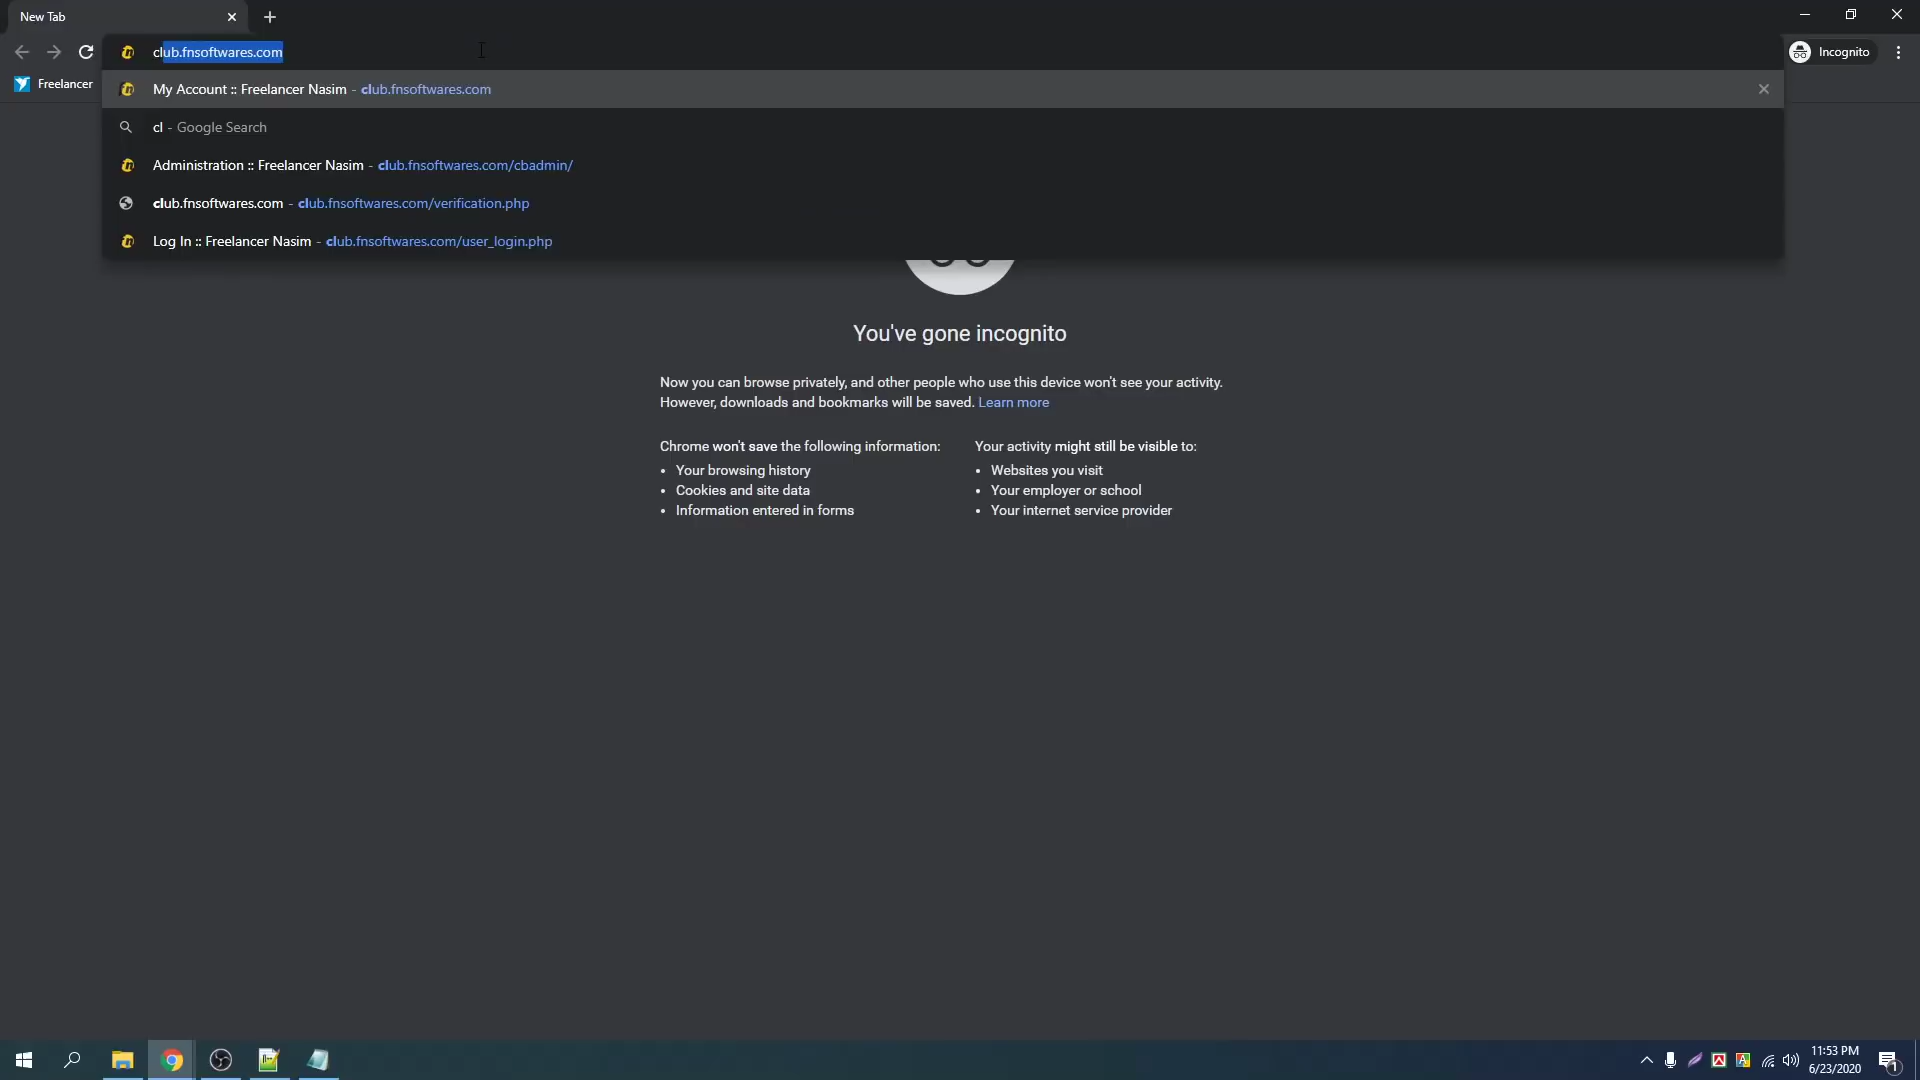 New Tab
club.fnsoftwares.com
Incognito
Freelancer
My Account :: Freelancer Nasim - club.fnsoftwares.com
cl - Google Search
Administration :: Freelancer Nasim - club.fnsoftwares.com/cbadmin/
club.fnsoftwares.com - club.fnsoftwares.com/verification.php
Log In :: Freelancer Nasim - club.fnsoftwares.com/user_login.php
You've gone incognito
Now you can browse privately, and other people who use this device won't see your activity.
However, downloads and bookmarks will be saved. Learn more
Chrome won't save the following information:
• Your browsing history
• Cookies and site data
• Information entered in forms
Your activity might still be visible to:
• Websites you visit
• Your employer or school
• Your internet service provider
11:53 PM
6/23/2020
1